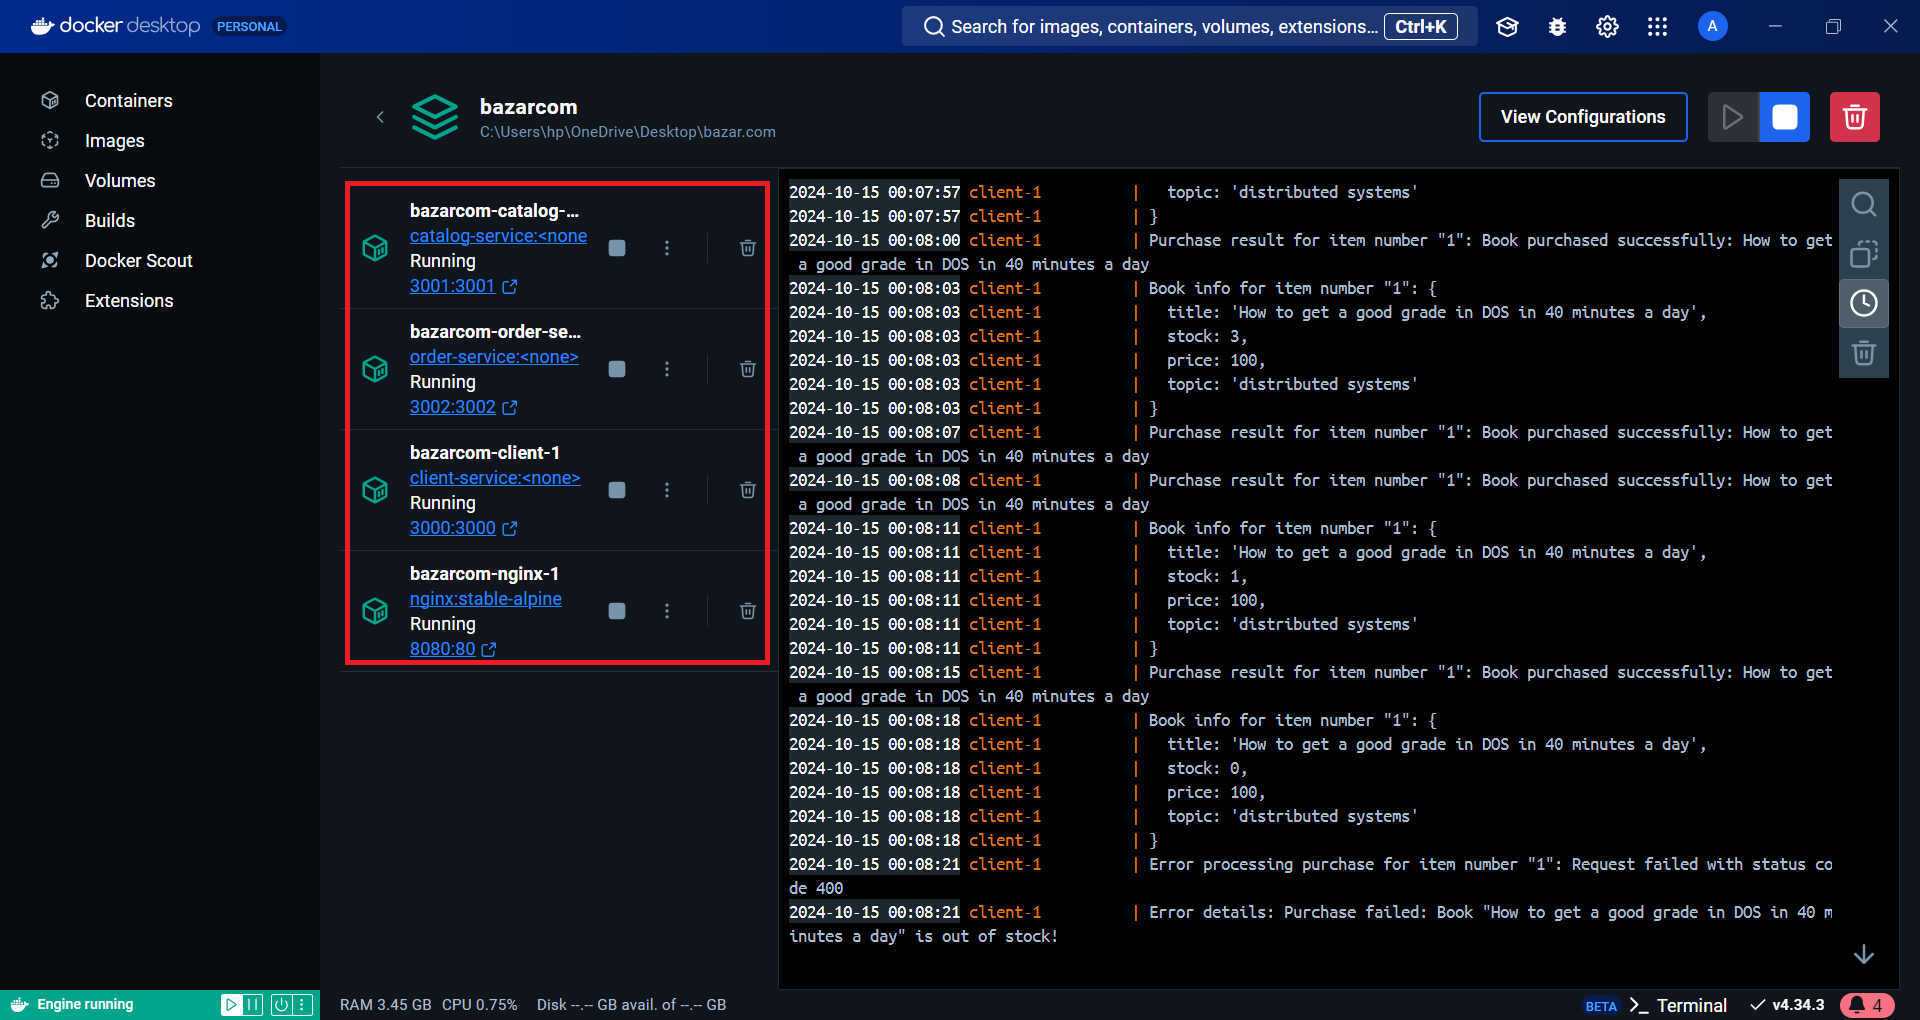 docker desktop PERSONAL
Search for images, containers, volumes, extensions... Ctrl+K
A
Containers
Images
Volumes
Builds
Docker Scout
Extensions
bazarcom
C:\Users\hp\OneDrive\Desktop\bazar.com
View Configurations
bazarcom-catalog-...
catalog-service:<none
Running
3001:3001
bazarcom-order-se...
order-service:<none>
Running
3002:3002
bazarcom-client-1
client-service:<none>
Running
3000:3000
bazarcom-nginx-1
nginx:stable-alpine
Running
8080:80
2024-10-15 00:07:57 client-1 | topic: 'distributed systems'
2024-10-15 00:07:57 client-1 | }
2024-10-15 00:08:00 client-1 | Purchase result for item number "1": Book purchased successfully: How to get
a good grade in DOS in 40 minutes a day
2024-10-15 00:08:03 client-1 | Book info for item number "1": {
2024-10-15 00:08:03 client-1 | title: 'How to get a good grade in DOS in 40 minutes a day',
2024-10-15 00:08:03 client-1 | stock: 3,
2024-10-15 00:08:03 client-1 | price: 100,
2024-10-15 00:08:03 client-1 | topic: 'distributed systems'
2024-10-15 00:08:03 client-1 | }
2024-10-15 00:08:07 client-1 | Purchase result for item number "1": Book purchased successfully: How to get
a good grade in DOS in 40 minutes a day
2024-10-15 00:08:08 client-1 | Purchase result for item number "1": Book purchased successfully: How to get
a good grade in DOS in 40 minutes a day
2024-10-15 00:08:11 client-1 | Book info for item number "1": {
2024-10-15 00:08:11 client-1 | title: 'How to get a good grade in DOS in 40 minutes a day',
2024-10-15 00:08:11 client-1 | stock: 1,
2024-10-15 00:08:11 client-1 | price: 100,
2024-10-15 00:08:11 client-1 | topic: 'distributed systems'
2024-10-15 00:08:11 client-1 | }
2024-10-15 00:08:15 client-1 | Purchase result for item number "1": Book purchased successfully: How to get
a good grade in DOS in 40 minutes a day
2024-10-15 00:08:18 client-1 | Book info for item number "1": {
2024-10-15 00:08:18 client-1 | title: 'How to get a good grade in DOS in 40 minutes a day',
2024-10-15 00:08:18 client-1 | stock: 0,
2024-10-15 00:08:18 client-1 | price: 100,
2024-10-15 00:08:18 client-1 | topic: 'distributed systems'
2024-10-15 00:08:18 client-1 | }
2024-10-15 00:08:21 client-1 | Error processing purchase for item number "1": Request failed with status co
de 400
2024-10-15 00:08:21 client-1 | Error details: Purchase failed: Book "How to get a good grade in DOS in 40 m
inutes a day" is out of stock!
Engine running
RAM 3.45 GB CPU 0.75% Disk --.-- GB avail. of --.-- GB
BETA >_ Terminal v4.34.3 4